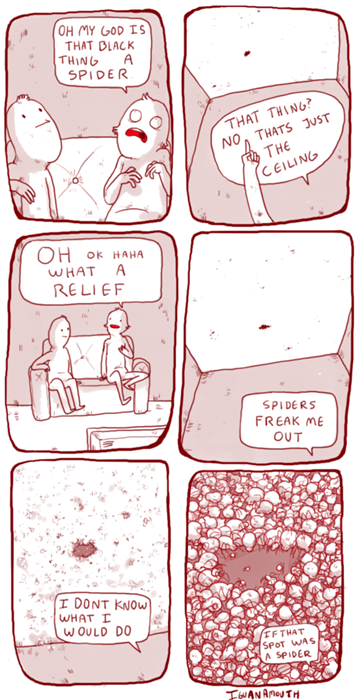 OH MY GOD IS
THAT BLACK
THING A
SPIDER
THAT THING?
NO THATS JUST
THE
CEILING
OH OK HAHA
WHAT A
RELIEF
SPIDERS
FREAK ME
OUT
I DONT KNOW
WHAT I
WOULD DO
IF THAT
SPOT WAS
A SPIDER
IGUANAMOUTH